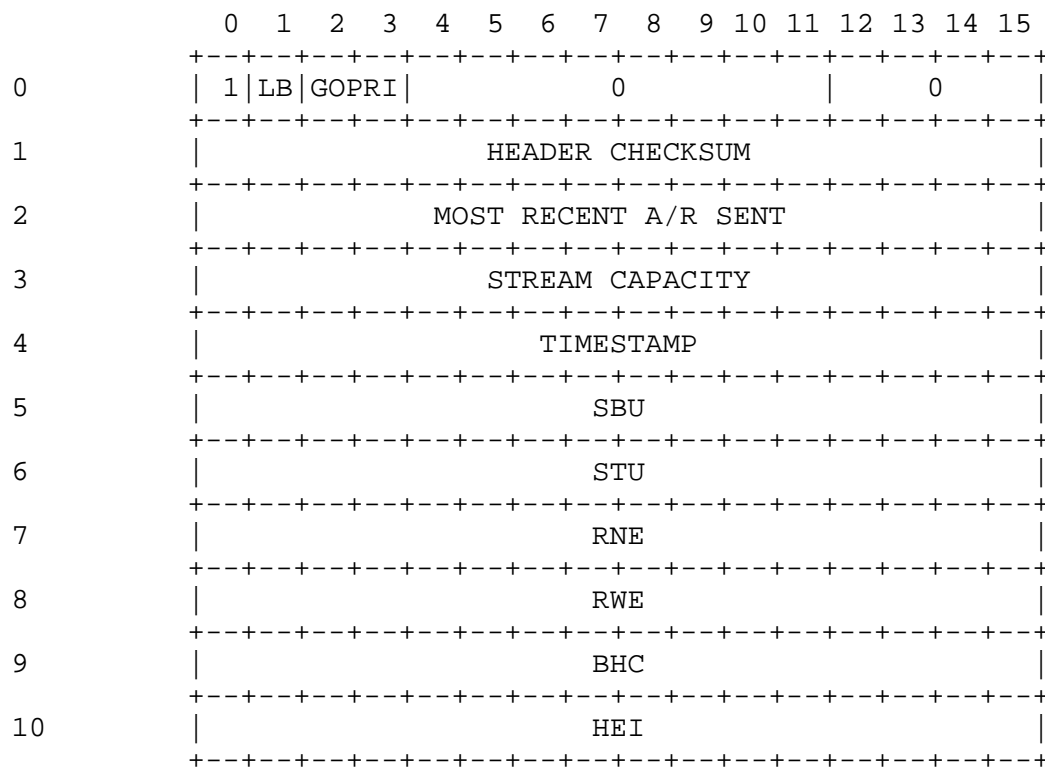 0 1 2 3 4 5 6 7 8 9 10 11 12 13 14 15
+--+--+--+--+--+--+--+--+--+--+--+--+--+--+--+--+
0 | 1|LB|GOPRI| 0 | 0 |
+--+--+--+--+--+--+--+--+--+--+--+--+--+--+--+--+
1 | HEADER CHECKSUM |
+--+--+--+--+--+--+--+--+--+--+--+--+--+--+--+--+
2 | MOST RECENT A/R SENT |
+--+--+--+--+--+--+--+--+--+--+--+--+--+--+--+--+
3 | STREAM CAPACITY |
+--+--+--+--+--+--+--+--+--+--+--+--+--+--+--+--+
4 | TIMESTAMP |
+--+--+--+--+--+--+--+--+--+--+--+--+--+--+--+--+
5 | SBU |
+--+--+--+--+--+--+--+--+--+--+--+--+--+--+--+--+
6 | STU |
+--+--+--+--+--+--+--+--+--+--+--+--+--+--+--+--+
7 | RNE |
+--+--+--+--+--+--+--+--+--+--+--+--+--+--+--+--+
8 | RWE |
+--+--+--+--+--+--+--+--+--+--+--+--+--+--+--+--+
9 | BHC |
+--+--+--+--+--+--+--+--+--+--+--+--+--+--+--+--+
10 | HEI |
+--+--+--+--+--+--+--+--+--+--+--+--+--+--+--+--+